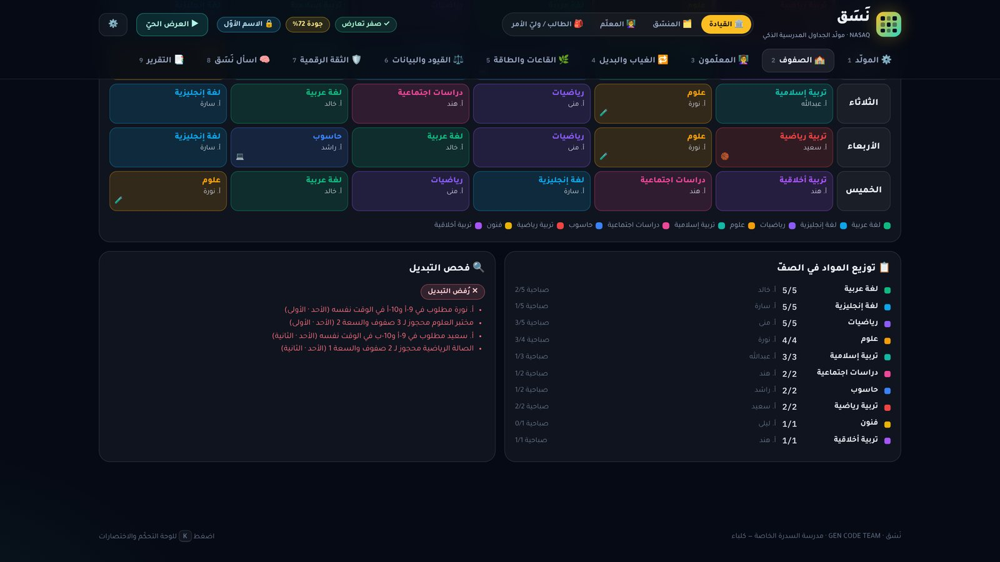 نَسَق
NASAQ · مولّد الجداول المدرسية الذكي
🏛️ القيادة
🗂️ المنسّق
👩‍🏫 المعلّم
🎒 الطالب / وليّ الأمر
✓ صفر تعارض
جودة 72%
🔒 الاسم الأوّل
▶ العرض الحيّ
⚙️ المولّد 1
🏫 الصفوف 2
👩‍🏫 المعلّمون 3
🔁 الغياب والبديل 4
🌿 القاعات والطاقة 5
⚖️ القيود والبيانات 6
🛡️ الثقة الرقمية 7
🧠 اسأل نَسَق 8
📑 التقرير 9
الثلاثاء
تربية إسلامية
أ. عبدالله
علوم
أ. نورة
رياضيات
أ. منى
دراسات اجتماعية
أ. هند
لغة عربية
أ. خالد
لغة إنجليزية
أ. سارة
الأربعاء
تربية رياضية
أ. سعيد
علوم
أ. نورة
رياضيات
أ. منى
لغة عربية
أ. خالد
حاسوب
أ. راشد
لغة إنجليزية
أ. سارة
الخميس
تربية أخلاقية
أ. هند
دراسات اجتماعية
أ. هند
لغة إنجليزية
أ. سارة
رياضيات
أ. منى
لغة عربية
أ. خالد
علوم
أ. نورة
لغة عربية
لغة إنجليزية
رياضيات
علوم
تربية إسلامية
دراسات اجتماعية
حاسوب
تربية رياضية
فنون
تربية أخلاقية
📋 توزيع المواد في الصفّ
لغة عربية 5/5 أ. خالد صباحية 2/5
لغة إنجليزية 5/5 أ. سارة صباحية 1/5
رياضيات 5/5 أ. منى صباحية 3/5
علوم 4/4 أ. نورة صباحية 3/4
تربية إسلامية 3/3 أ. عبدالله صباحية 1/3
دراسات اجتماعية 2/2 أ. هند صباحية 1/2
حاسوب 2/2 أ. راشد صباحية 1/2
تربية رياضية 2/2 أ. سعيد صباحية 2/2
فنون 1/1 أ. ليلى صباحية 0/1
تربية أخلاقية 1/1 أ. هند صباحية 1/1
🔍 فحص التبديل
✕ رُفض التبديل
• أ. نورة مطلوب في 9-أ و10-أ في الوقت نفسه (الأحد · الأولى)
• مختبر العلوم محجوز لـ 3 صفوف والسعة 2 (الأحد · الأولى)
• أ. سعيد مطلوب في 9-أ و10-ب في الوقت نفسه (الأحد · الثانية)
• الصالة الرياضية محجوز لـ 2 صفوف والسعة 1 (الأحد · الثانية)
نَسَق · GEN CODE TEAM · مدرسة السدرة الخاصة – كلباء
اضغط K للوحة التحكّم والاختصارات